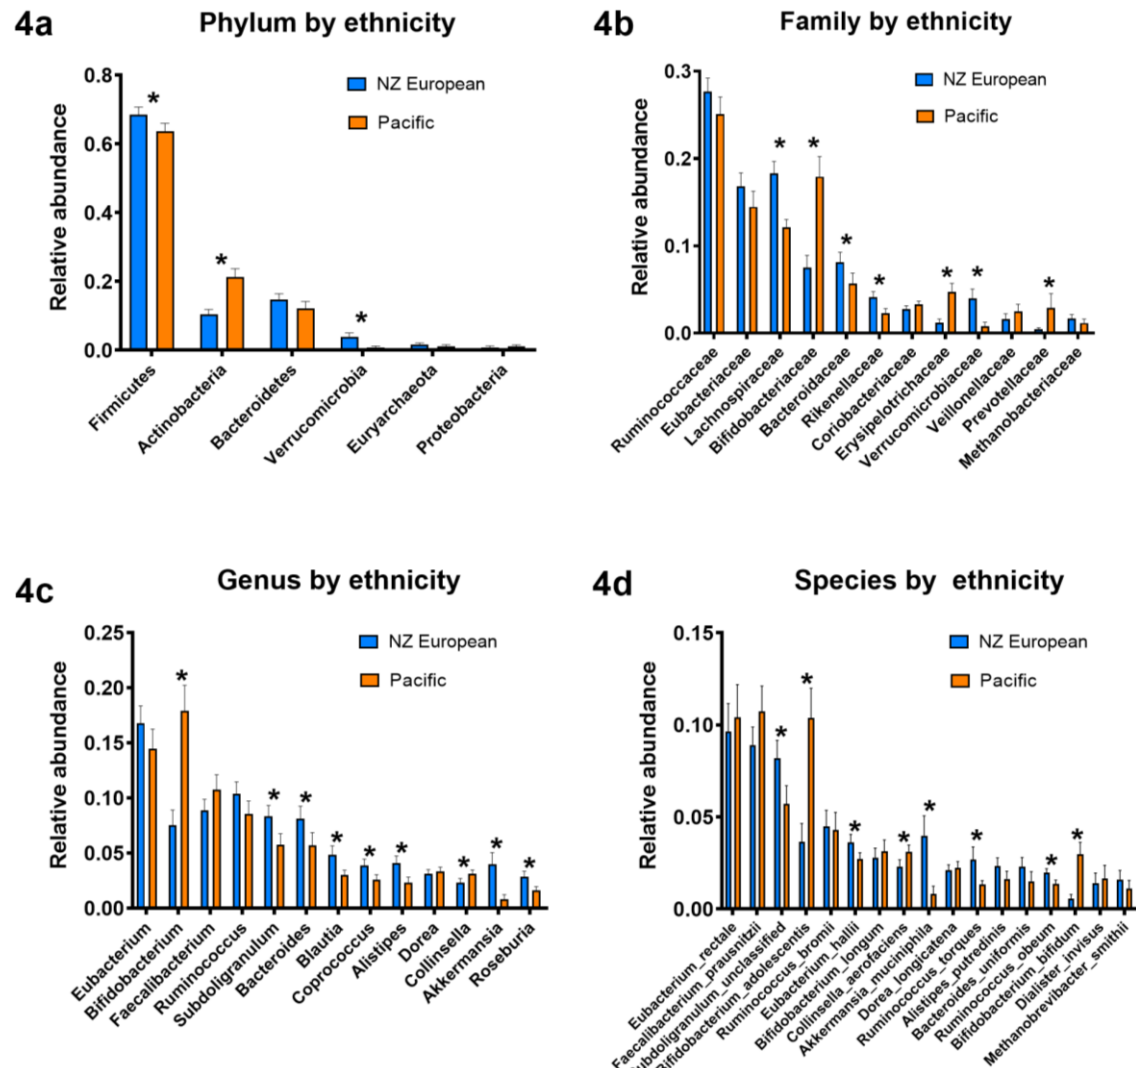 4a
Phylum by ethnicity
Relative abundance
0.8
0.6
0.4
0.2
0.0
NZ European
Pacific
*
*
*
Firmicutes
Actinobacteria
Bacteroidetes
Verrucomicrobia
Euryarchaeota
Proteobacteria
4b
Family by ethnicity
Relative abundance
0.3
0.2
0.1
0.0
NZ European
Pacific
*
*
*
*
*
*
*
Ruminococcaceae
Eubacteriaceae
Lachnospiraceae
Bifidobacteriaceae
Bacteroidaceae
Rikenellaceae
Coriobacteriaceae
Erysipelotrichaceae
Verrucomicrobiaceae
Veillonellaceae
Prevotellaceae
Methanobacteriaceae
4c
Genus by ethnicity
Relative abundance
0.25
0.20
0.15
0.10
0.05
0.00
NZ European
Pacific
*
*
*
*
*
*
*
*
*
Eubacterium
Bifidobacterium
Faecalibacterium
Ruminococcus
Subdoligranulum
Bacteroides
Blautia
Coprococcus
Alistipes
Dorea
Collinsella
Akkermansia
Roseburia
4d
Species by ethnicity
Relative abundance
0.15
0.10
0.05
0.00
NZ European
Pacific
*
*
*
*
*
*
*
*
Eubacterium_rectale
Faecalibacterium_prausnitzii
Subdoligranulum_unclassified
Bifidobacterium_adolescentis
Ruminococcus_bromii
Eubacterium_hallii
Bifidobacterium_longum
Collinsella_aerofaciens
Akkermansia_muciniphila
Dorea_longicatena
Ruminococcus_torques
Alistipes_putredinis
Bacteroides_uniformis
Ruminococcus_obeum
Bifidobacterium_bifidum
Dialister_invisus
Methanobrevibacter_smithii